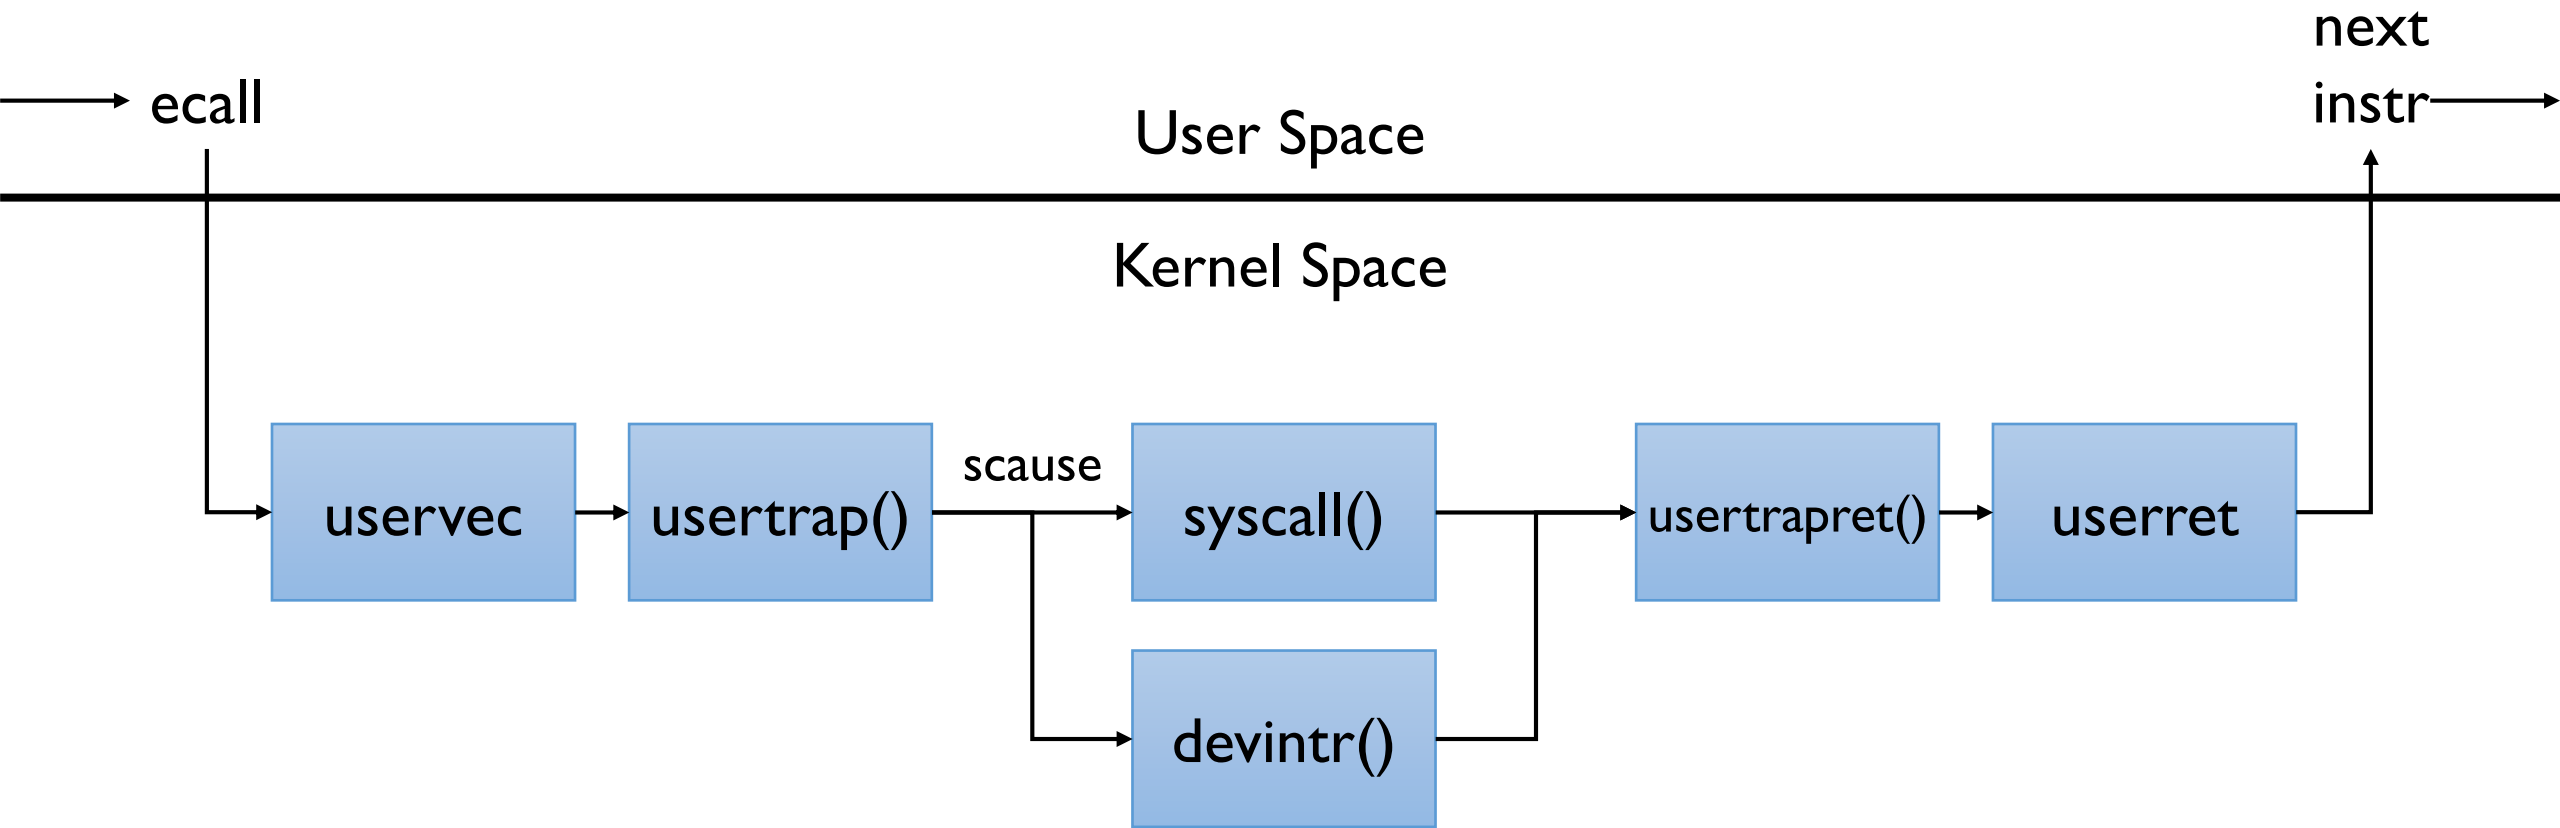 next
ecall
instr
User Space
Kernel Space
scause
uservec
usertrap()
syscall()
usertrapret()
userret
devintr()